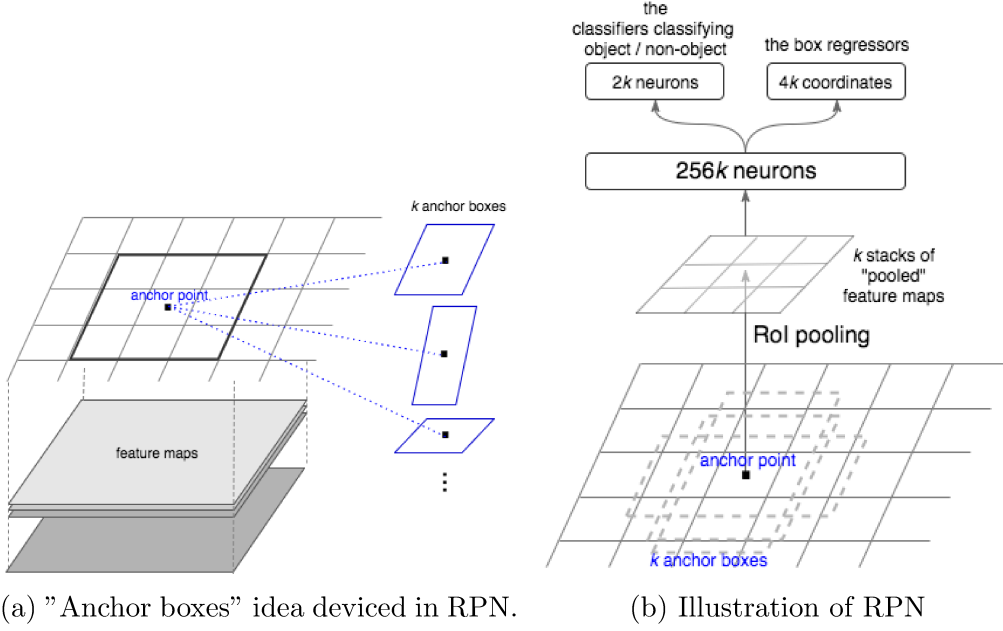 k anchor boxes
anchor point
feature maps
(a) "Anchor boxes" idea deviced in RPN.
the
classifiers classifying
object / non-object
the box regressors
2k neurons
4k coordinates
256k neurons
k stacks of
"pooled"
feature maps
RoI pooling
anchor point
k anchor boxes
(b) Illustration of RPN